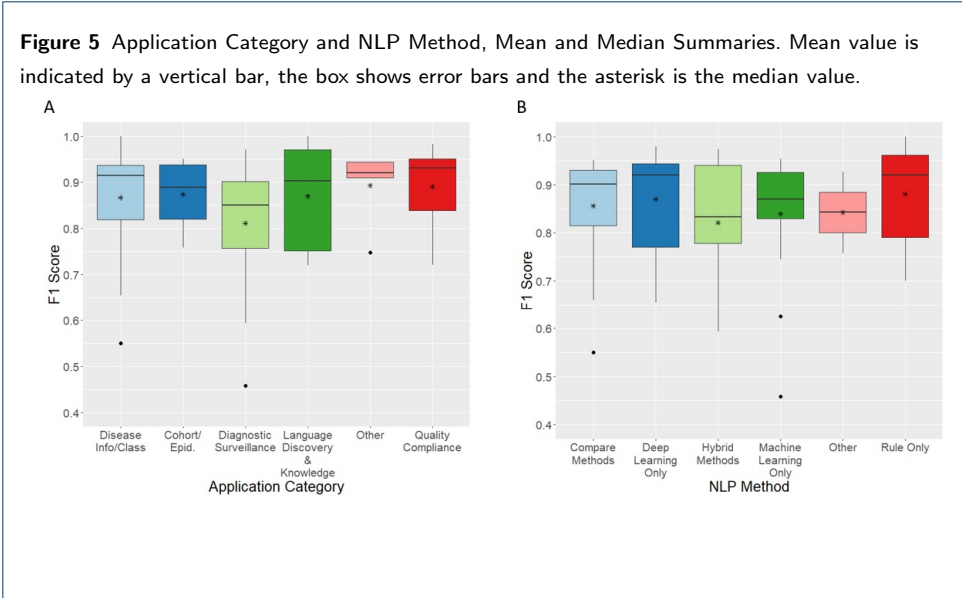 Figure 5 Application Category and NLP Method, Mean and Median Summaries. Mean value is
indicated by a vertical bar, the box shows error bars and the asterisk is the median value.
A
1.0
0.9
0.8
0.7
0.6
0.5
0.4
F1 Score
Disease
Info/Class
Cohort/
Epid.
Diagnostic
Surveillance
Language
Discovery
&
Knowledge
Other
Quality
Compliance
Application Category
B
1.0
0.9
0.8
0.7
0.6
0.5
0.4
F1 Score
Compare
Methods
Deep
Learning
Only
Hybrid
Methods
Machine
Learning
Only
Other
Rule Only
NLP Method